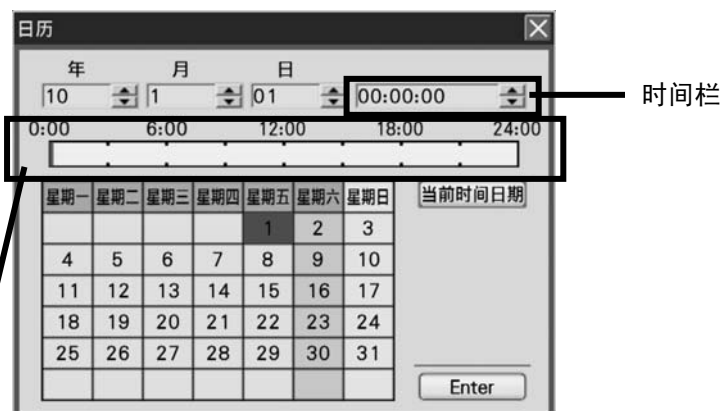 日历
年 月 日
10 1 01 00:00:00
时间栏
0:00 6:00 12:00 18:00 24:00
星期一 星期二 星期三 星期四 星期五 星期六 星期日
当前时间日期
1 2 3
4 5 6 7 8 9 10
11 12 13 14 15 16 17
18 19 20 21 22 23 24
25 26 27 28 29 30 31
Enter